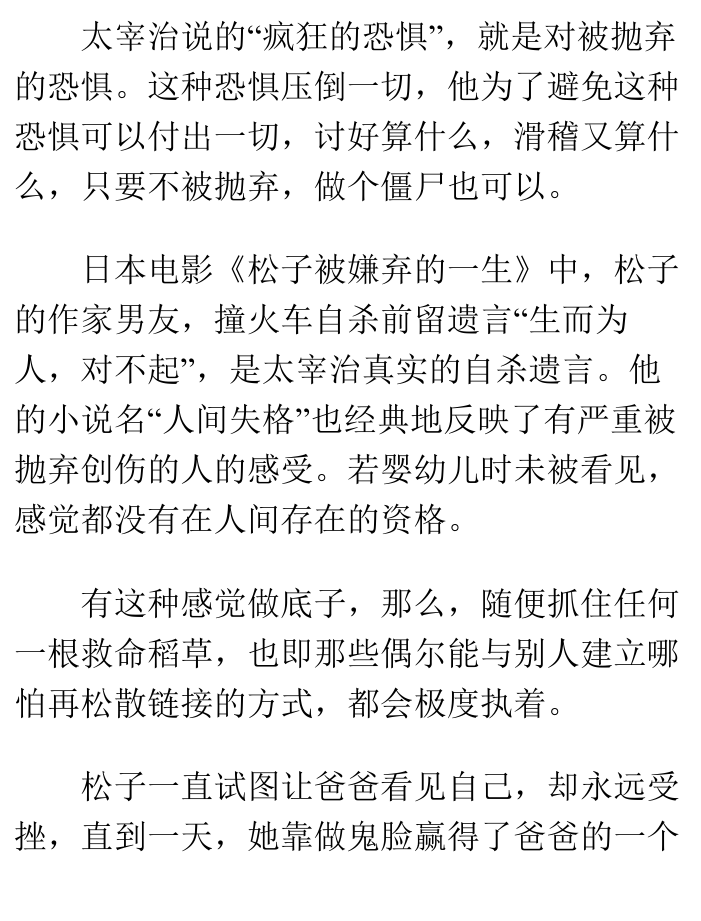 太宰治说的“疯狂的恐惧”，就是对被抛弃
的恐惧。这种恐惧压倒一切，他为了避免这种
恐惧可以付出一切，讨好算什么，滑稽又算什
么，只要不被抛弃，做个僵尸也可以。
日本电影《松子被嫌弃的一生》中，松子
的作家男友，撞火车自杀前留遗言“生而为
人，对不起”，是太宰治真实的自杀遗言。他
的小说名“人间失格”也经典地反映了有严重被
抛弃创伤的人的感受。若婴幼儿时未被看见，
感觉都没有在人间存在的资格。
有这种感觉做底子，那么，随便抓住任何
一根救命稻草，也即那些偶尔能与别人建立哪
怕再松散链接的方式，都会极度执着。
松子一直试图让爸爸看见自己，却永远受
挫，直到一天，她靠做鬼脸赢得了爸爸的一个